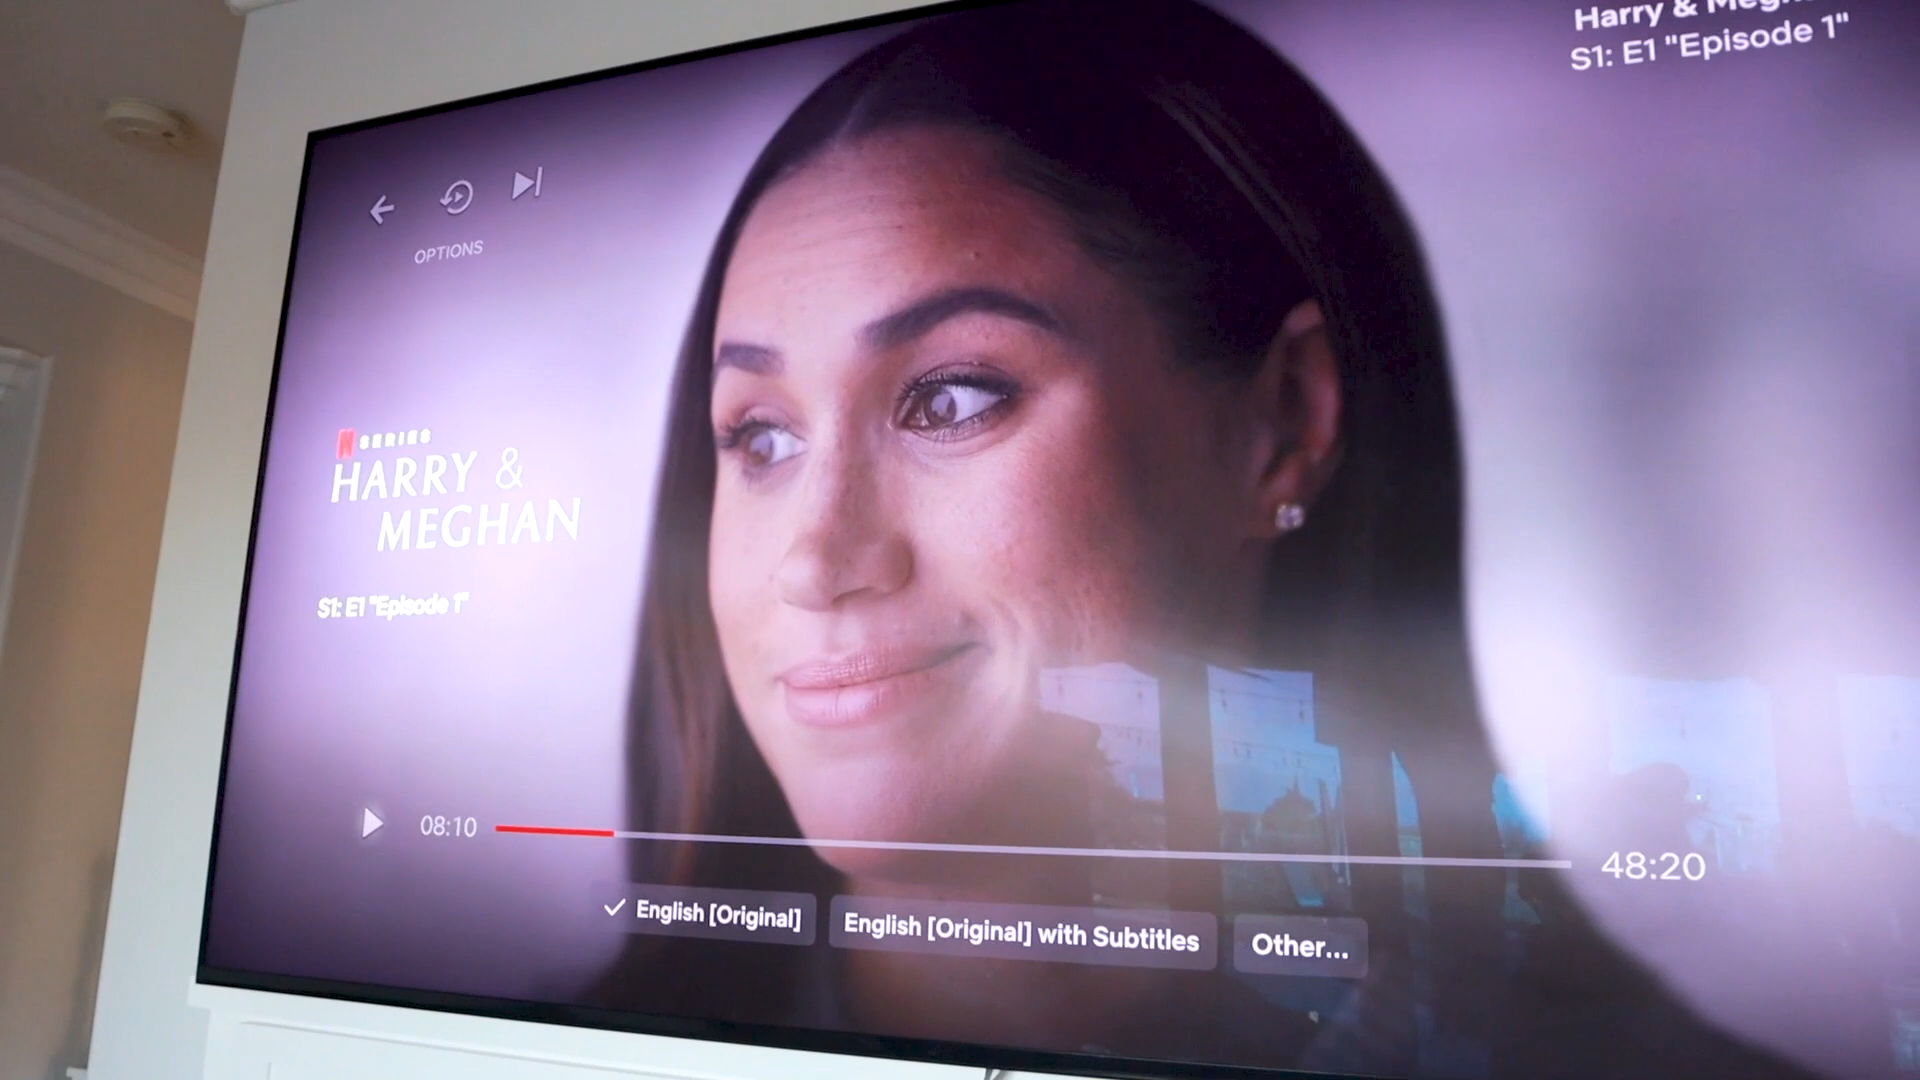 Harry &
S1: E1 "Episode 1"
OPTIONS
N SERIES
HARRY &
MEGHAN
S1: E1 "Episode 1"
08:10
48:20
English [Original]
English [Original] with Subtitles
Other...